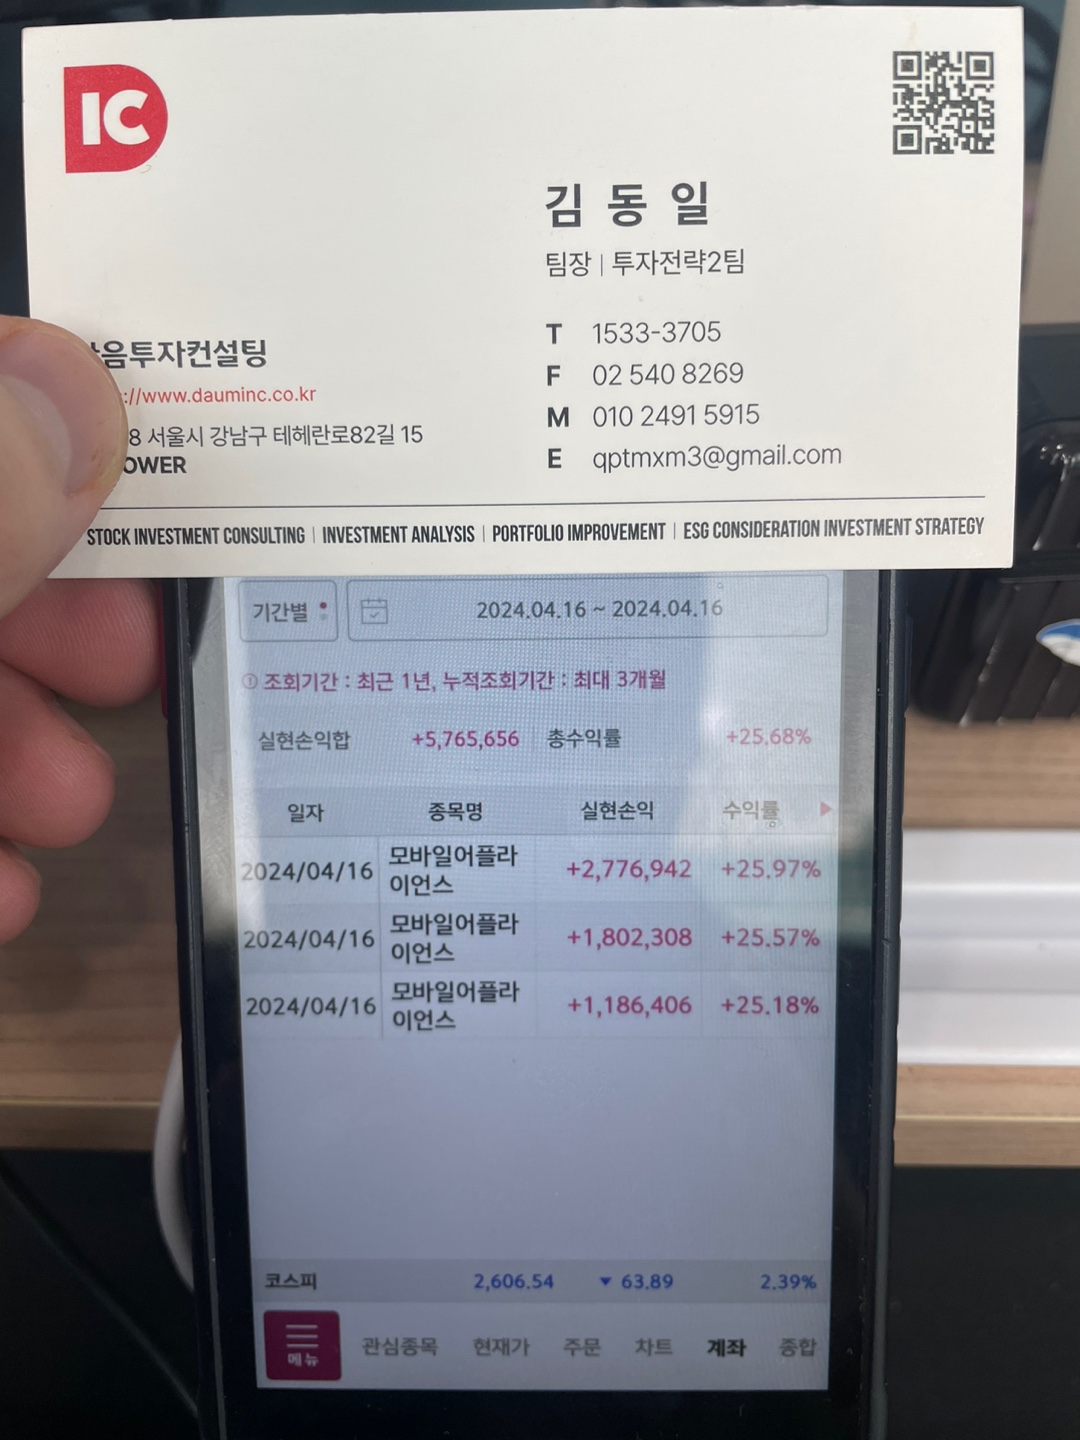 IC
김동일
팀장 | 투자전략2팀
T 1533-3705
F 02 540 8269
M 010 2491 5915
E qptmxm3@gmail.com
음투자컨설팅
://www.dauminc.co.kr
8 서울시 강남구 테헤란로82길 15
OWER
STOCK INVESTMENT CONSULTING | INVESTMENT ANALYSIS | PORTFOLIO IMPROVEMENT | ESG CONSIDERATION INVESTMENT STRATEGY
기간별 2024.04.16 ~ 2024.04.16
조회기간 : 최근 1년, 누적조회기간 : 최대 3개월
실현손익합 +5,765,656 총수익률 +25.68%
일자 종목명 실현손익 수익률
2024/04/16 모바일어플라 +2,776,942 +25.97%
이언스
2024/04/16 모바일어플라 +1,802,308 +25.57%
이언스
2024/04/16 모바일어플라 +1,186,406 +25.18%
이언스
코스피 2,606.54 ▼ 63.89 2.39%
메뉴 관심종목 현재가 주문 차트 계좌 종합